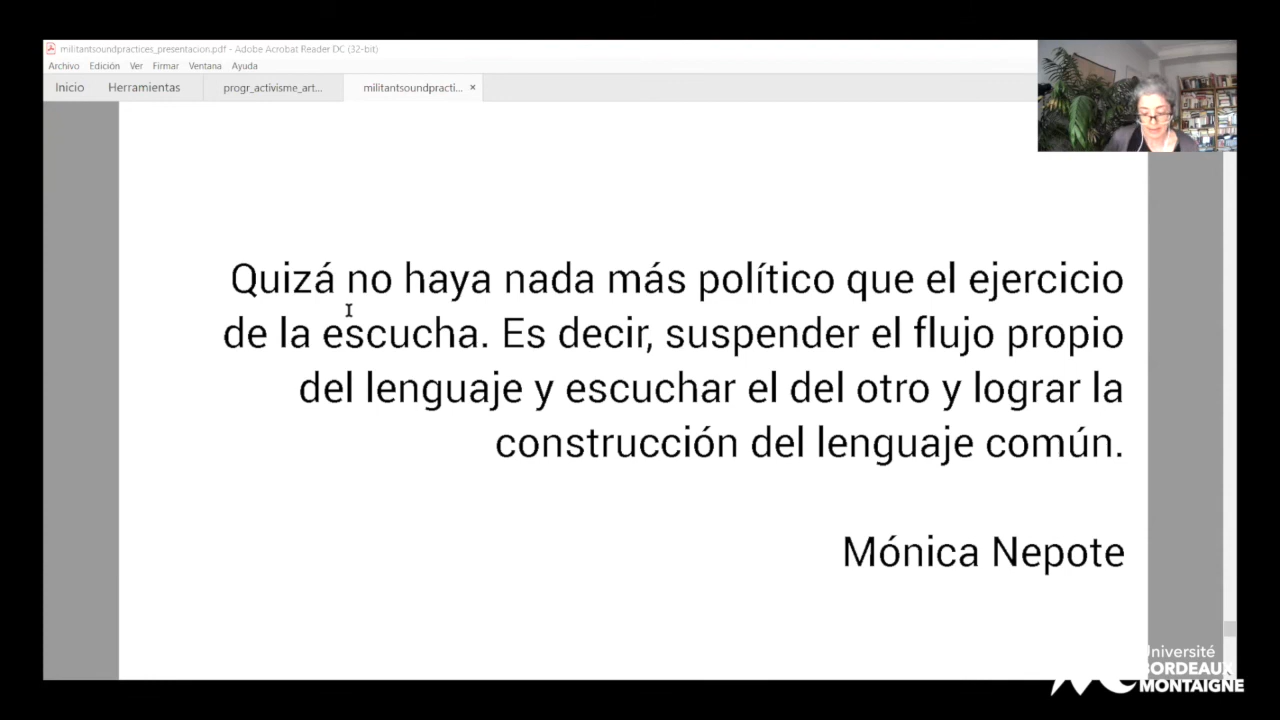 militantsoundpractices_presentacion.pdf - Adobe Acrobat Reader DC (32-bit)
Archivo Edición Ver Firmar Ventana Ayuda
Inicio Herramientas progr_activisme_art... militantsoundpracti... ×
Quizá no haya nada más político que el ejercicio
de la escucha. Es decir, suspender el flujo propio
del lenguaje y escuchar el del otro y lograr la
construcción del lenguaje común.
Mónica Nepote
Université
BORDEAUX
MONTAIGNE